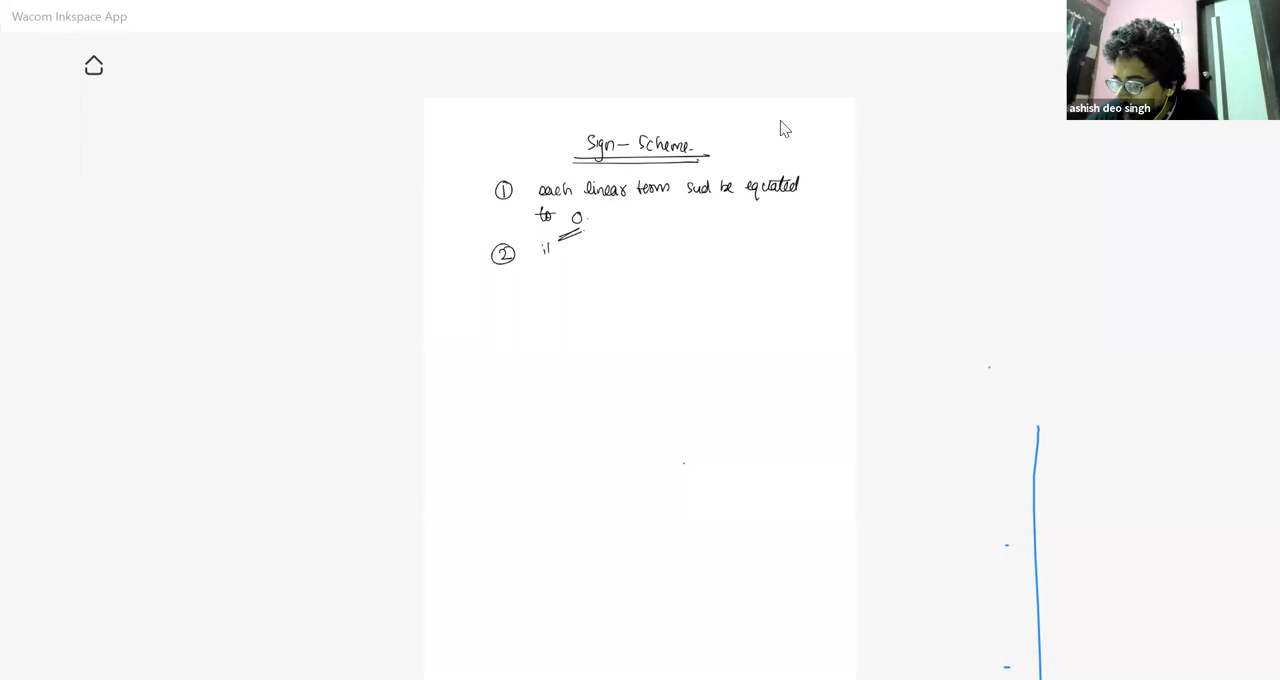 Wacom Inkspace App
ashish deo singh
Sign - Scheme.
① each linear term sud be equated
to 0.
②